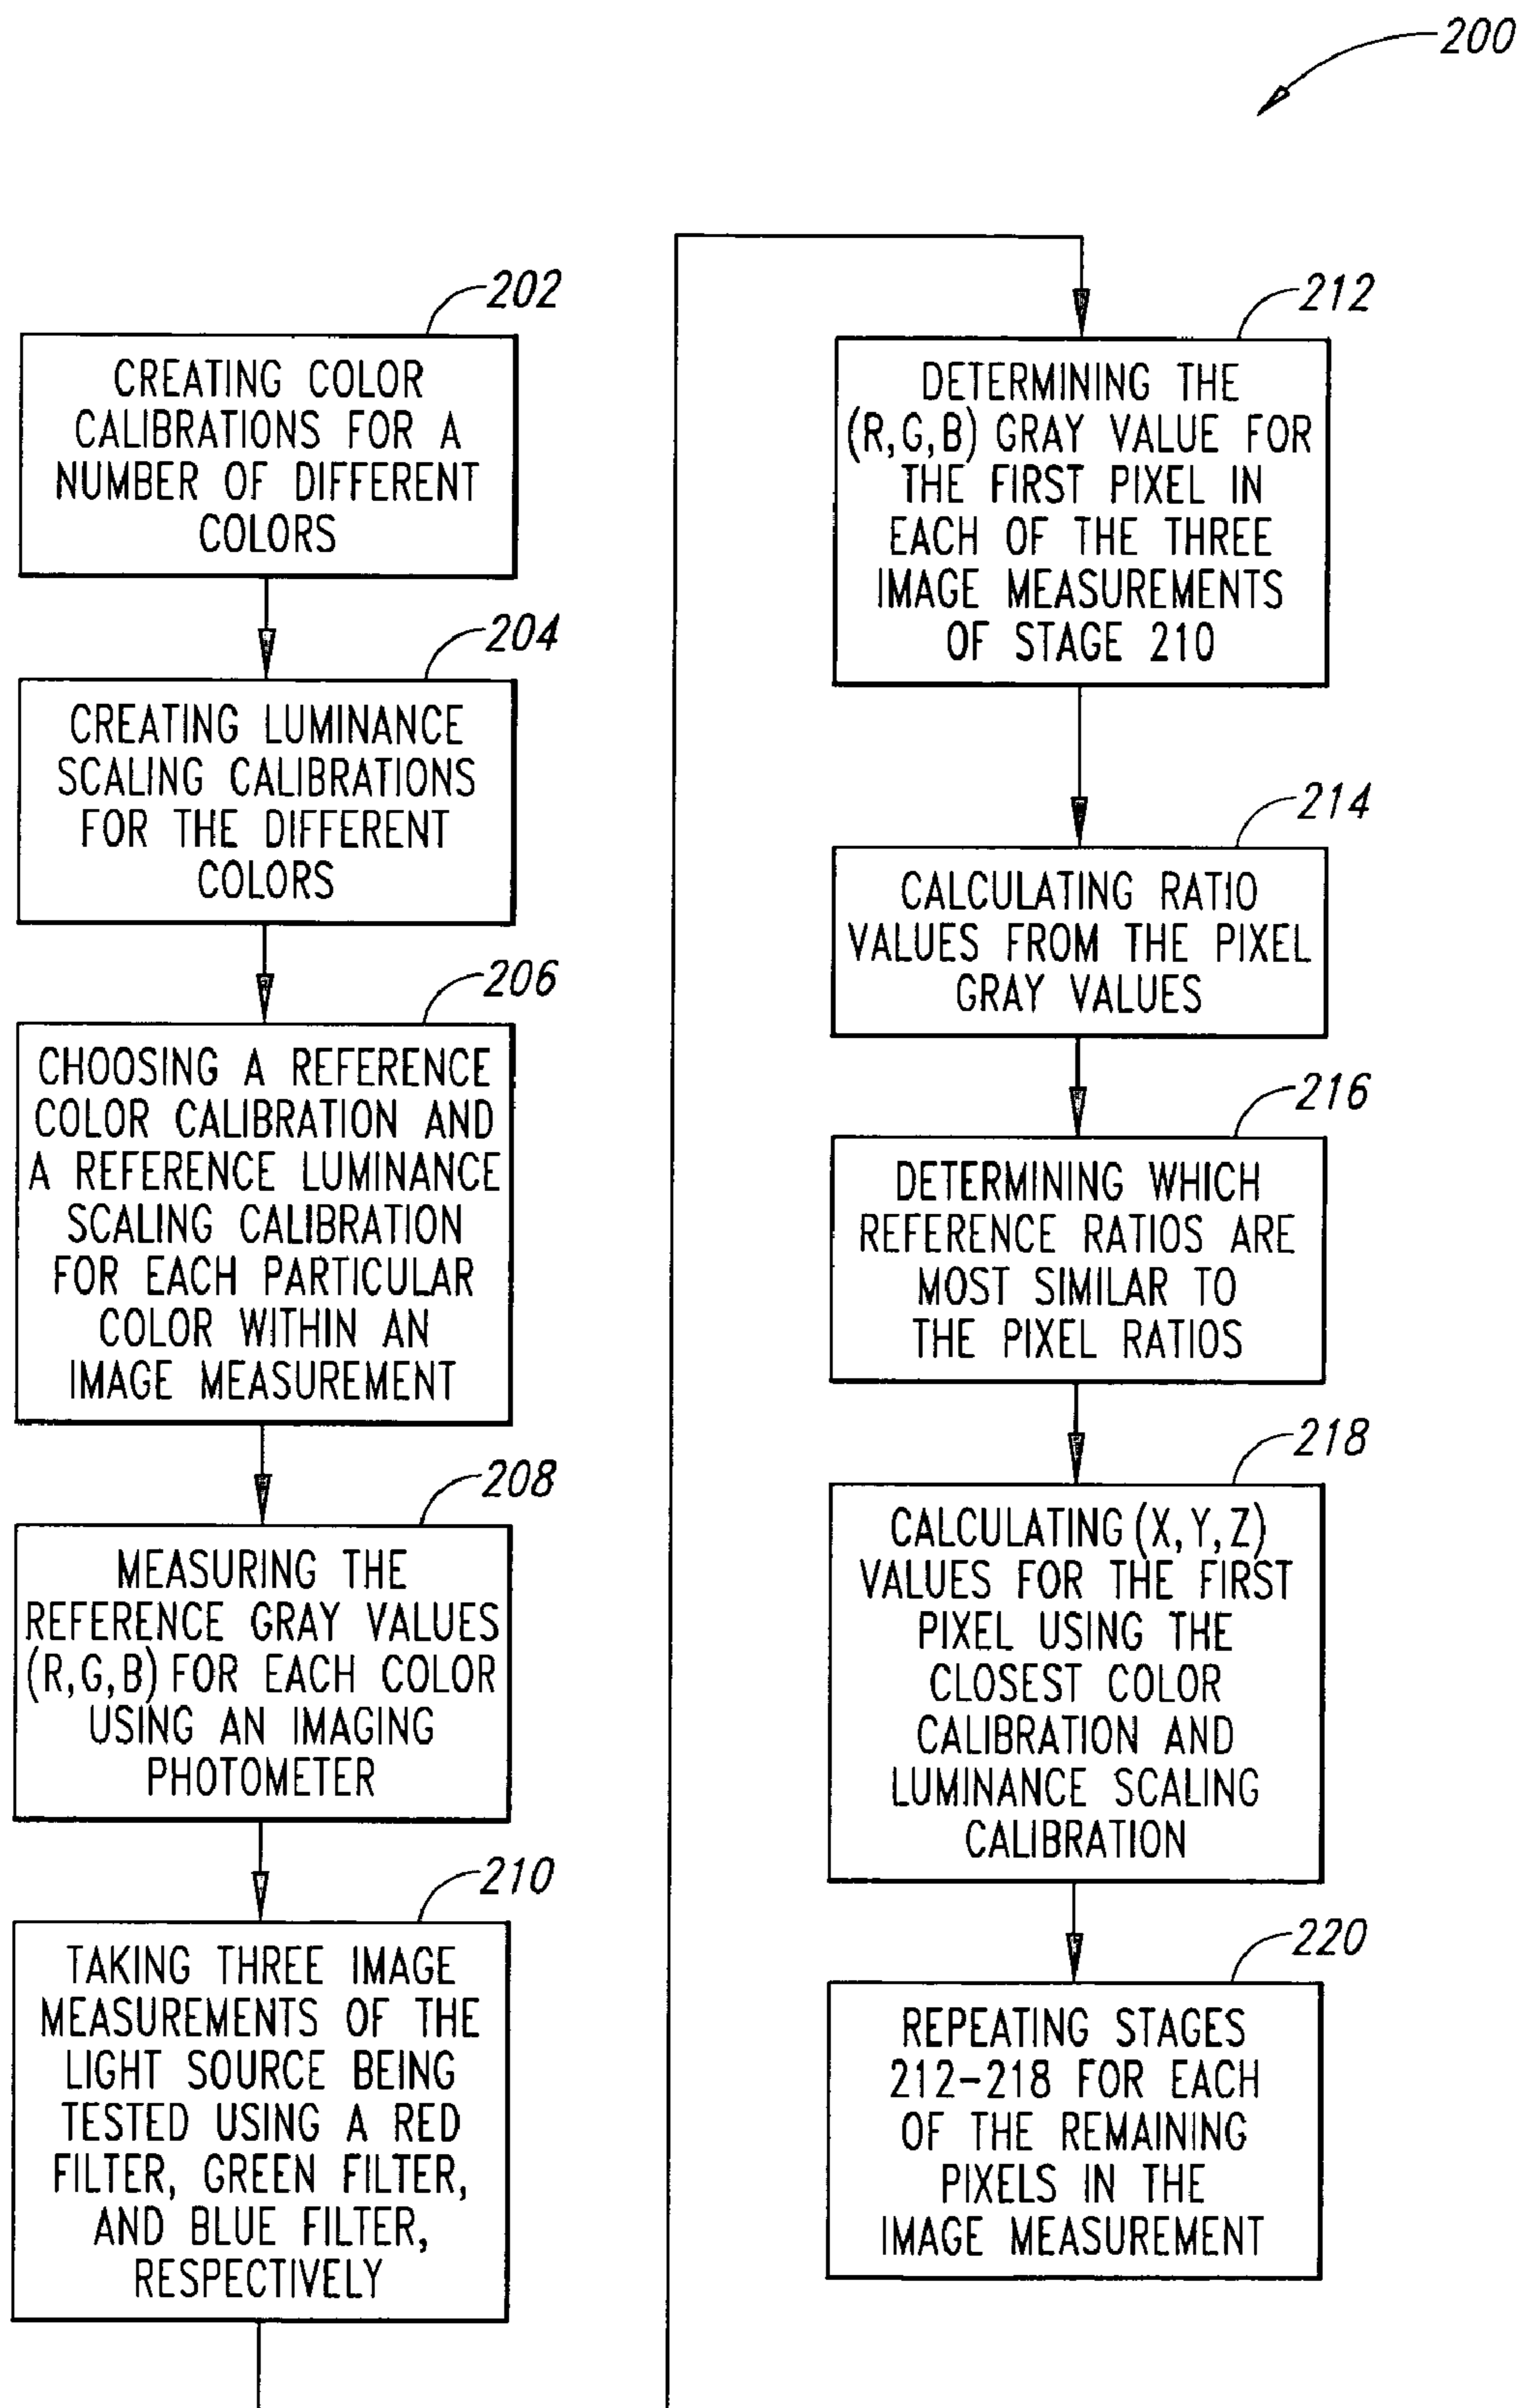 200
202
CREATING COLOR
CALIBRATIONS FOR A
NUMBER OF DIFFERENT
COLORS
204
CREATING LUMINANCE
SCALING CALIBRATIONS
FOR THE DIFFERENT
COLORS
206
CHOOSING A REFERENCE
COLOR CALIBRATION AND
A REFERENCE LUMINANCE
SCALING CALIBRATION
FOR EACH PARTICULAR
COLOR WITHIN AN
IMAGE MEASUREMENT
208
MEASURING THE
REFERENCE GRAY VALUES
(R,G,B) FOR EACH COLOR
USING AN IMAGING
PHOTOMETER
210
TAKING THREE IMAGE
MEASUREMENTS OF THE
LIGHT SOURCE BEING
TESTED USING A RED
FILTER, GREEN FILTER,
AND BLUE FILTER,
RESPECTIVELY
212
DETERMINING THE
(R,G,B) GRAY VALUE FOR
THE FIRST PIXEL IN
EACH OF THE THREE
IMAGE MEASUREMENTS
OF STAGE 210
214
CALCULATING RATIO
VALUES FROM THE PIXEL
GRAY VALUES
216
DETERMINING WHICH
REFERENCE RATIOS ARE
MOST SIMILAR TO
THE PIXEL RATIOS
218
CALCULATING (X,Y,Z)
VALUES FOR THE FIRST
PIXEL USING THE
CLOSEST COLOR
CALIBRATION AND
LUMINANCE SCALING
CALIBRATION
220
REPEATING STAGES
212-218 FOR EACH
OF THE REMAINING
PIXELS IN THE
IMAGE MEASUREMENT